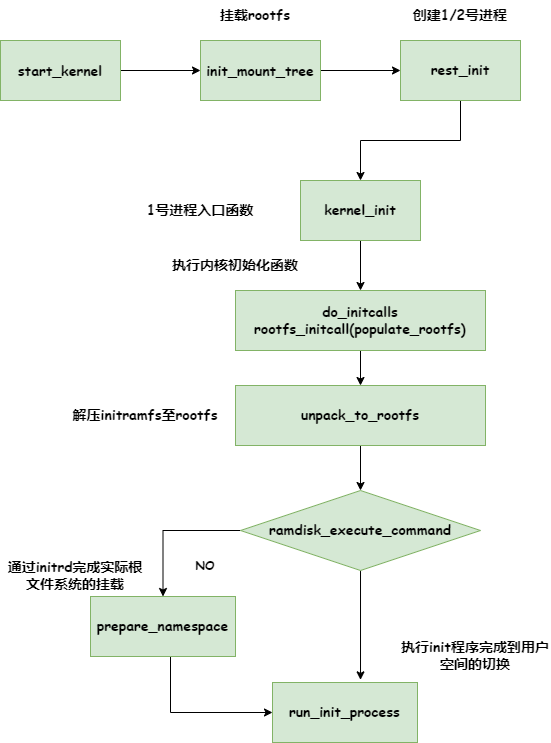 挂载rootfs
创建1/2号进程
start_kernel
init_mount_tree
rest_init
1号进程入口函数
kernel_init
执行内核初始化函数
do_initcalls
rootfs_initcall(populate_rootfs)
解压initramfs至rootfs
unpack_to_rootfs
ramdisk_execute_command
NO
通过initrd完成实际根
文件系统的挂载
prepare_namespace
执行init程序完成到用户
空间的切换
run_init_process